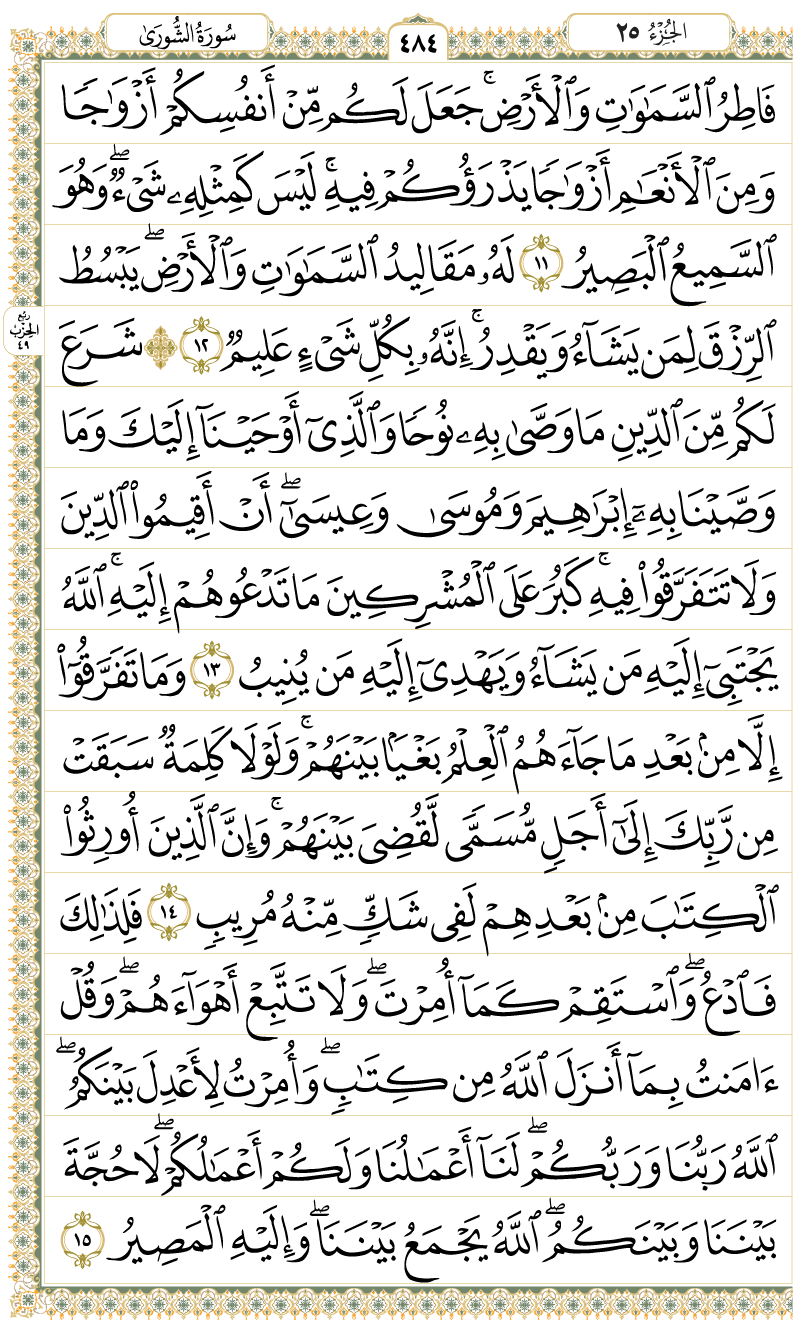 الجُزْءُ ٢٥
٤٨٤
سُورَةُ الشُّورَىٰ
فَاطِرُ ٱلسَّمَٰوَٰتِ وَٱلْأَرْضِۚ جَعَلَ لَكُم مِّنْ أَنفُسِكُمْ أَزْوَٰجًا
وَمِنَ ٱلْأَنْعَٰمِ أَزْوَٰجًا يَذْرَؤُكُمْ فِيهِۚ لَيْسَ كَمِثْلِهِۦ شَىْءٌۖ وَهُوَ
ٱلسَّمِيعُ ٱلْبَصِيرُ ١١ لَهُۥ مَقَالِيدُ ٱلسَّمَٰوَٰتِ وَٱلْأَرْضِۖ يَبْسُطُ
ٱلرِّزْقَ لِمَن يَشَآءُ وَيَقْدِرُۚ إِنَّهُۥ بِكُلِّ شَىْءٍ عَلِيمٌ ١٢ ۞ شَرَعَ
رُبْعُ الحِزْبِ ٤٩
لَكُم مِّنَ ٱلدِّينِ مَا وَصَّىٰ بِهِۦ نُوحًا وَٱلَّذِىٓ أَوْحَيْنَآ إِلَيْكَ وَمَا
وَصَّيْنَا بِهِۦٓ إِبْرَٰهِيمَ وَمُوسَىٰ وَعِيسَىٰٓۖ أَنْ أَقِيمُوا۟ ٱلدِّينَ
وَلَا تَتَفَرَّقُوا۟ فِيهِۚ كَبُرَ عَلَى ٱلْمُشْرِكِينَ مَا تَدْعُوهُمْ إِلَيْهِۚ ٱللَّهُ
يَجْتَبِىٓ إِلَيْهِ مَن يَشَآءُ وَيَهْدِىٓ إِلَيْهِ مَن يُنِيبُ ١٣ وَمَا تَفَرَّقُوٓا۟
إِلَّا مِنۢ بَعْدِ مَا جَآءَهُمُ ٱلْعِلْمُ بَغْيًۢا بَيْنَهُمْۚ وَلَوْلَا كَلِمَةٌ سَبَقَتْ
مِن رَّبِّكَ إِلَىٰٓ أَجَلٍ مُّسَمًّى لَّقُضِىَ بَيْنَهُمْۚ وَإِنَّ ٱلَّذِينَ أُورِثُوا۟
ٱلْكِتَٰبَ مِنۢ بَعْدِهِمْ لَفِى شَكٍّ مِّنْهُ مُرِيبٍ ١٤ فَلِذَٰلِكَ
فَٱدْعُۖ وَٱسْتَقِمْ كَمَآ أُمِرْتَۖ وَلَا تَتَّبِعْ أَهْوَآءَهُمْۖ وَقُلْ
ءَامَنتُ بِمَآ أَنزَلَ ٱللَّهُ مِن كِتَٰبٍۖ وَأُمِرْتُ لِأَعْدِلَ بَيْنَكُمُۖ
ٱللَّهُ رَبُّنَا وَرَبُّكُمْۖ لَنَآ أَعْمَٰلُنَا وَلَكُمْ أَعْمَٰلُكُمْۖ لَا حُجَّةَ
بَيْنَنَا وَبَيْنَكُمُۖ ٱللَّهُ يَجْمَعُ بَيْنَنَاۖ وَإِلَيْهِ ٱلْمَصِيرُ ١٥